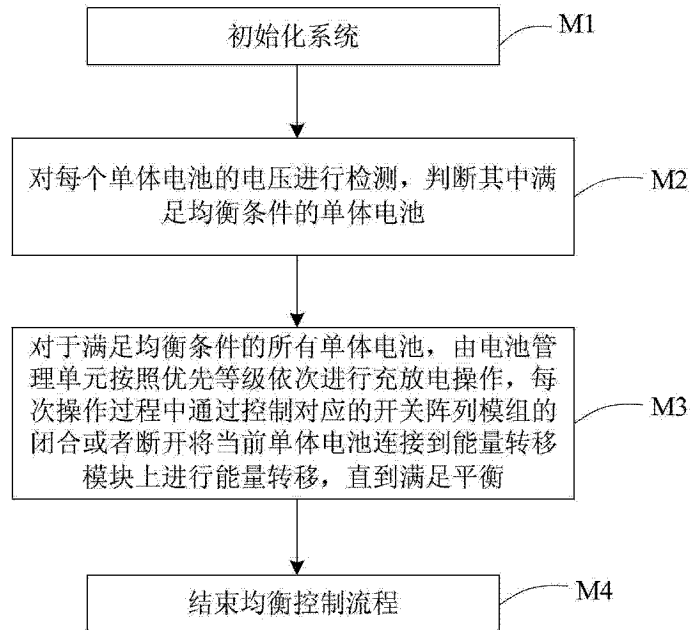 初始化系统
M1
对每个单体电池的电压进行检测，判断其中满
足均衡条件的单体电池
M2
对于满足均衡条件的所有单体电池，由电池管
理单元按照优先等级依次进行充放电操作，每
次操作过程中通过控制对应的开关阵列模组的
闭合或者断开将当前单体电池连接到能量转移
模块上进行能量转移，直到满足平衡
M3
结束均衡控制流程
M4